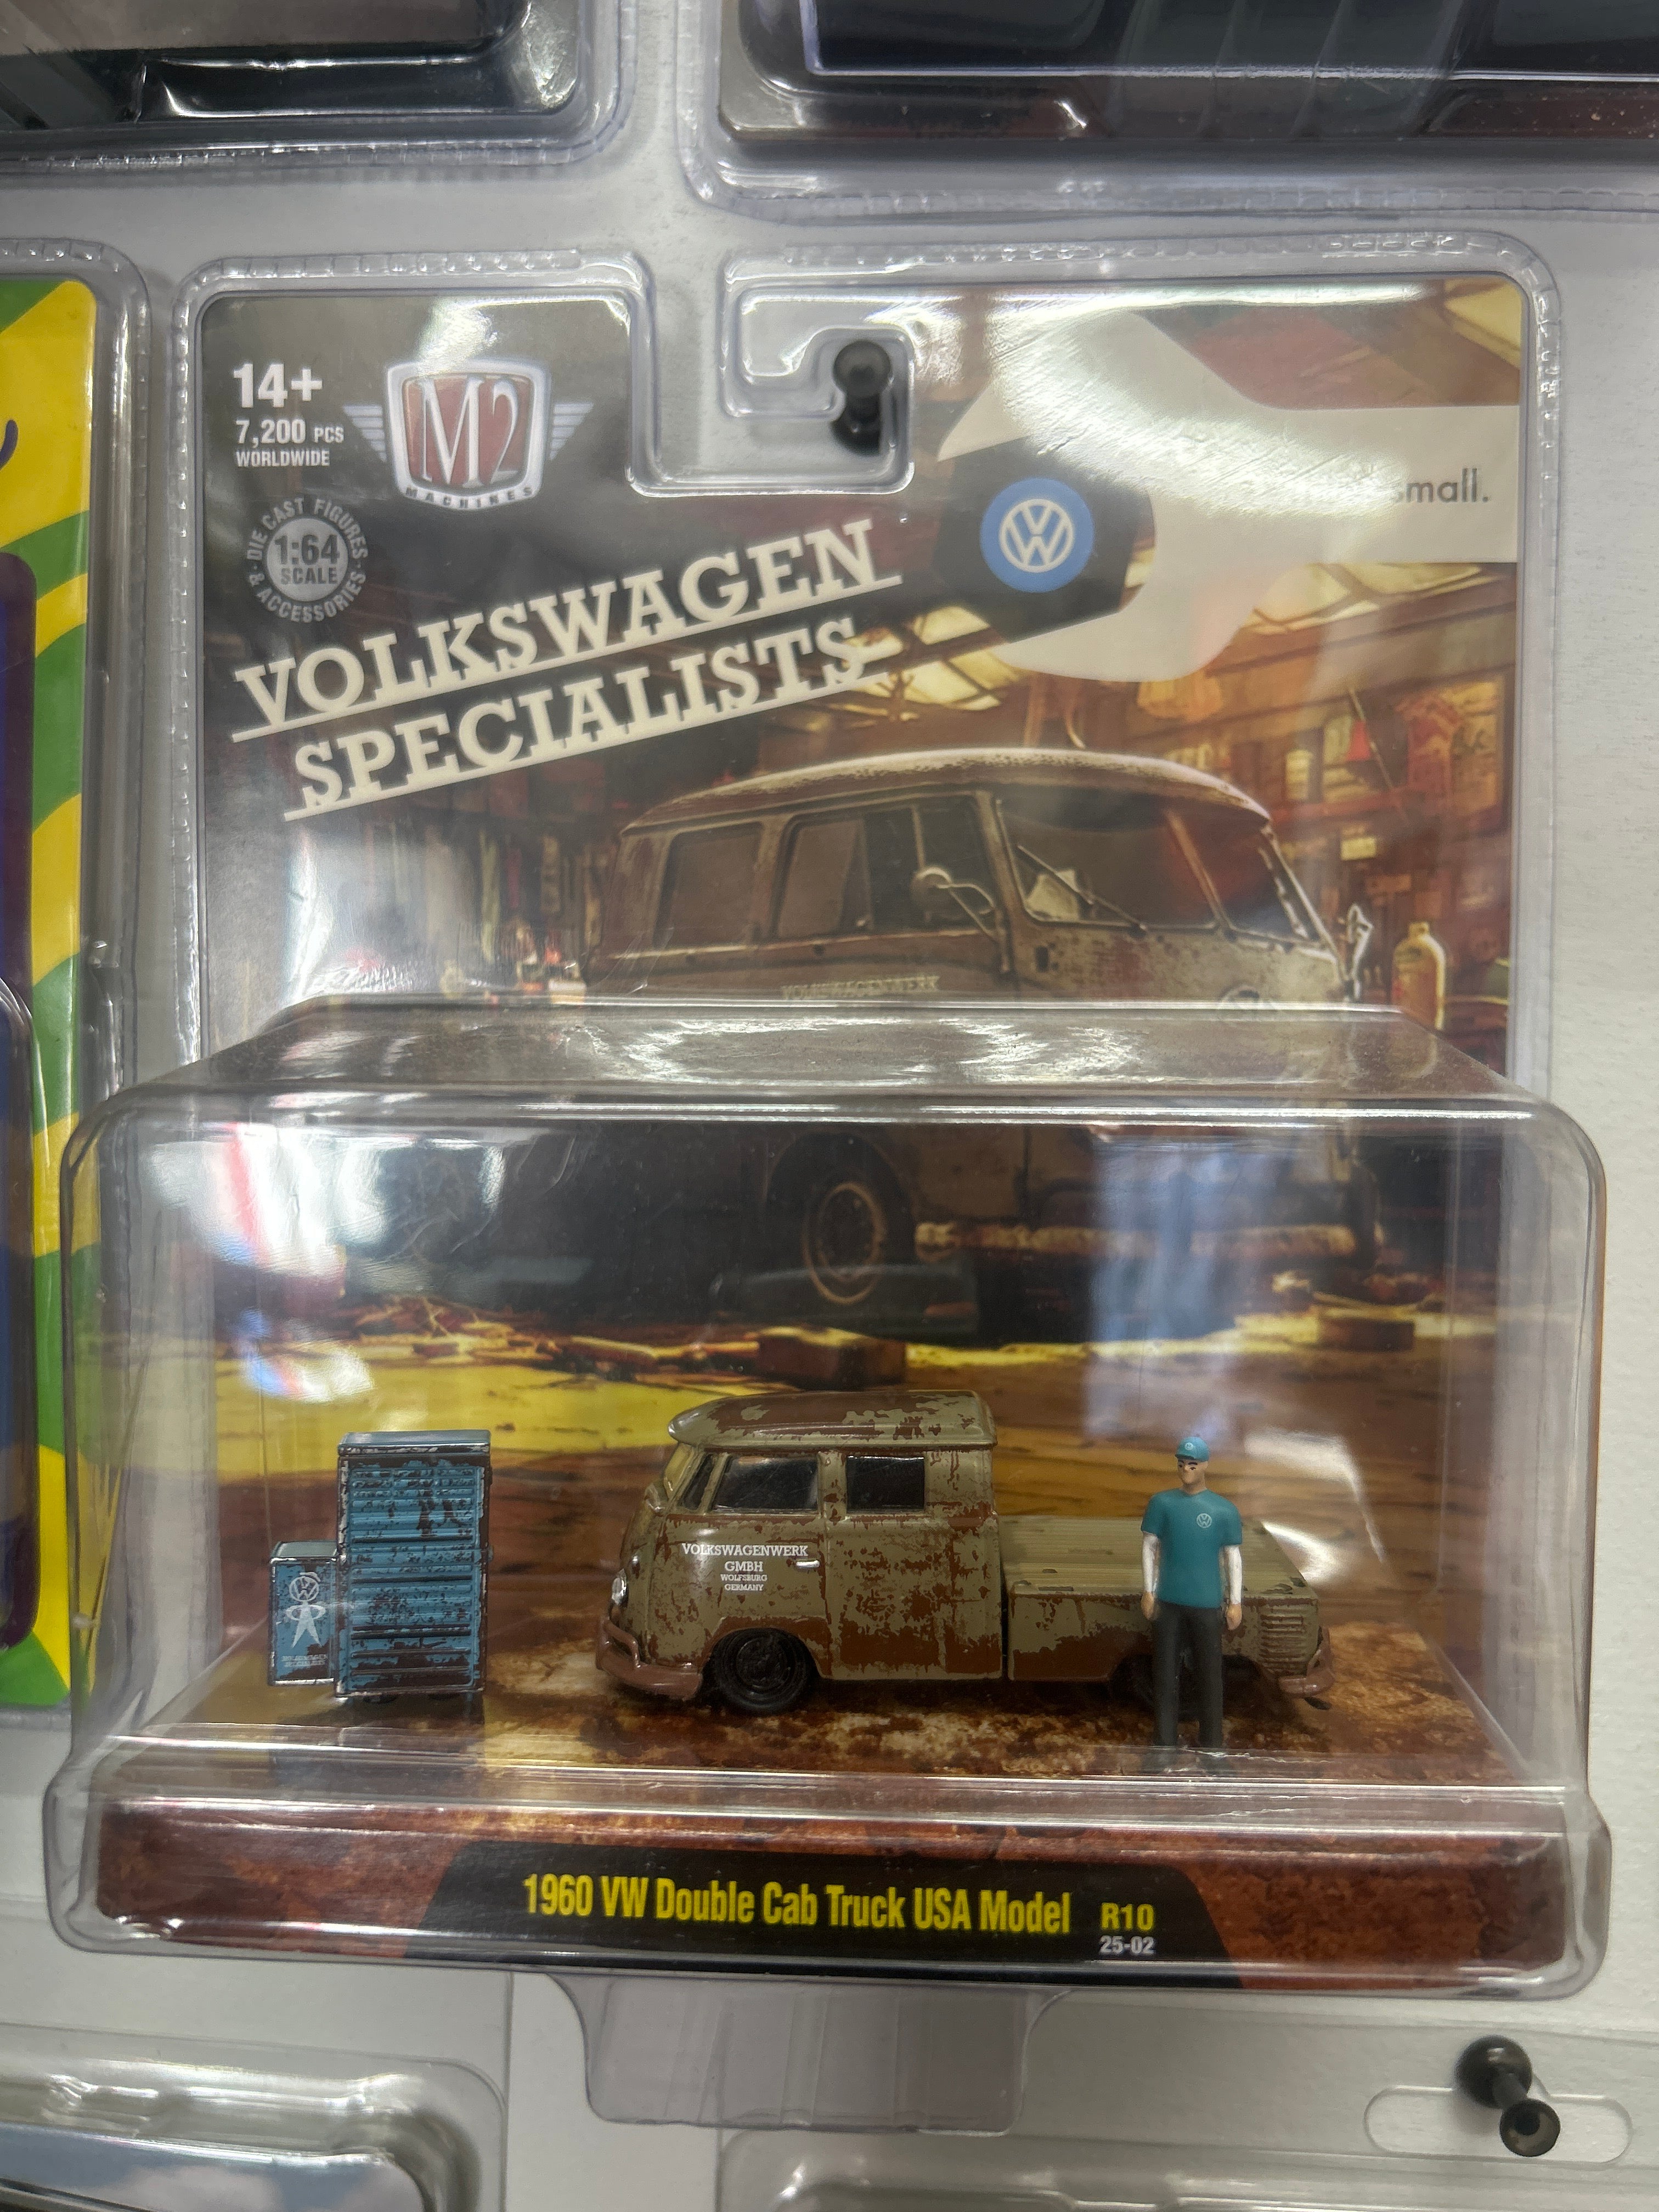 14+
7,200 PCS
WORLDWIDE
M2
MACHINES
DIE CAST FIGURES
& ACCESSORIES
1:64
SCALE
VOLKSWAGEN
SPECIALISTS
small.
VOLKSWAGENWERK
VOLKSWAGENWERK
GMBH
WOLFSBURG
GERMANY
1960 VW Double Cab Truck USA Model
R10
25-02